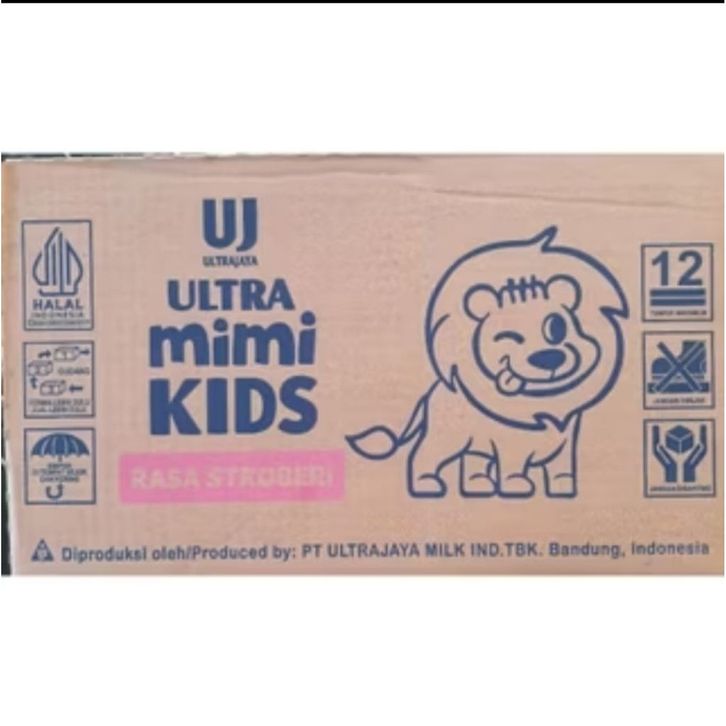 UJ
ULTRAJAYA
ULTRA
mimi
KIDS
RASA STROBERI
HALAL
INDONESIA
GUDANG
12
Diproduksi oleh/Produced by: PT ULTRAJAYA MILK IND.TBK. Bandung, Indonesia